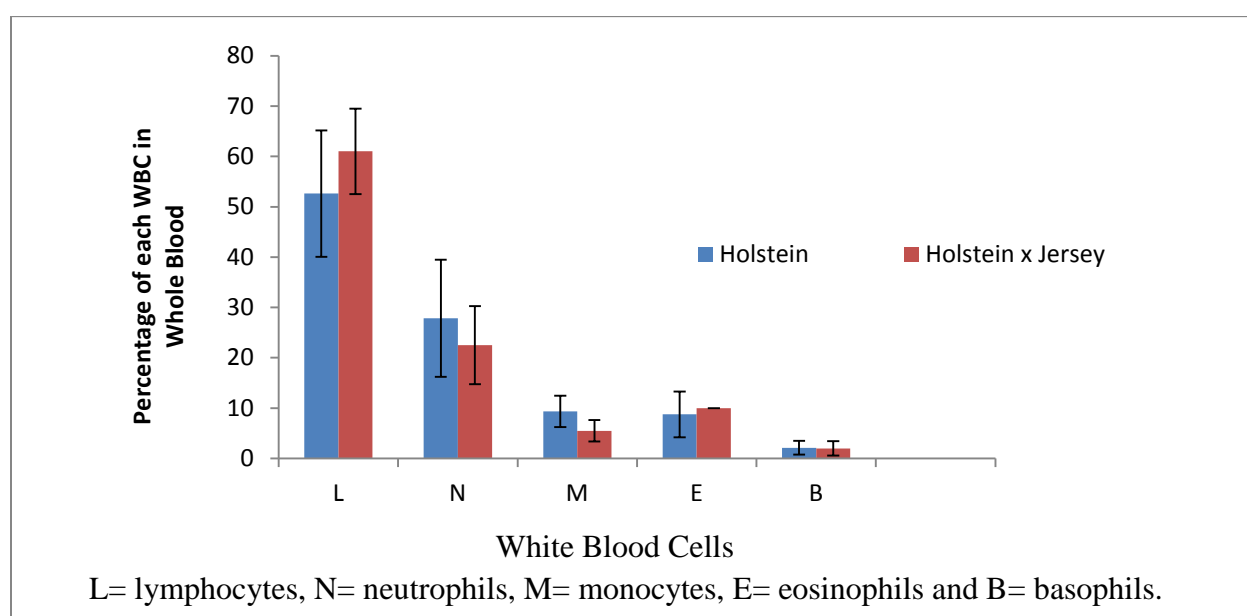 80
70
60
50
40
30
20
10
0
Percentage of each WBC in
Whole Blood
Holstein
Holstein x Jersey
L N M E B
White Blood Cells
L= lymphocytes, N= neutrophils, M= monocytes, E= eosinophils and B= basophils.